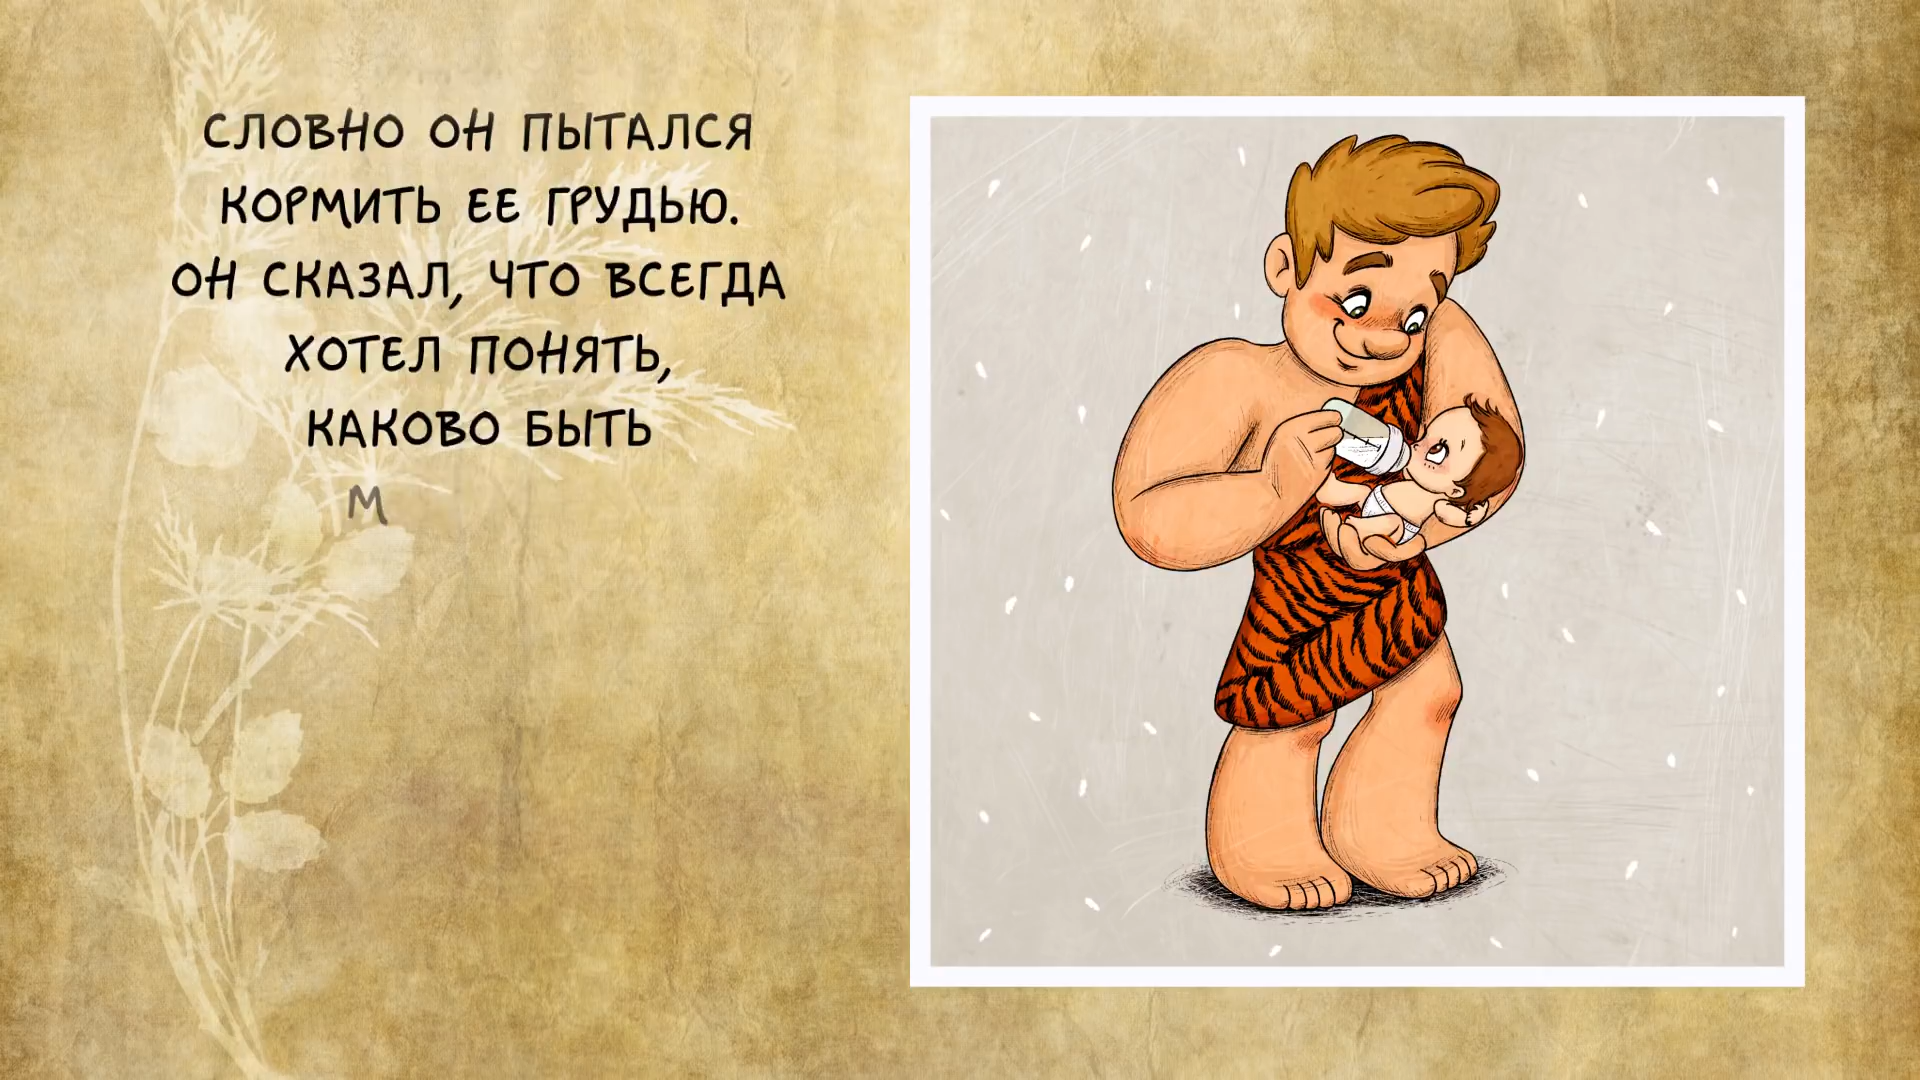 СЛОВНО ОН ПЫТАЛСЯ
КОРМИТЬ ЕЕ ГРУДЬЮ.
ОН СКАЗАЛ, ЧТО ВСЕГДА
ХОТЕЛ ПОНЯТЬ,
КАКОВО БЫТЬ
М